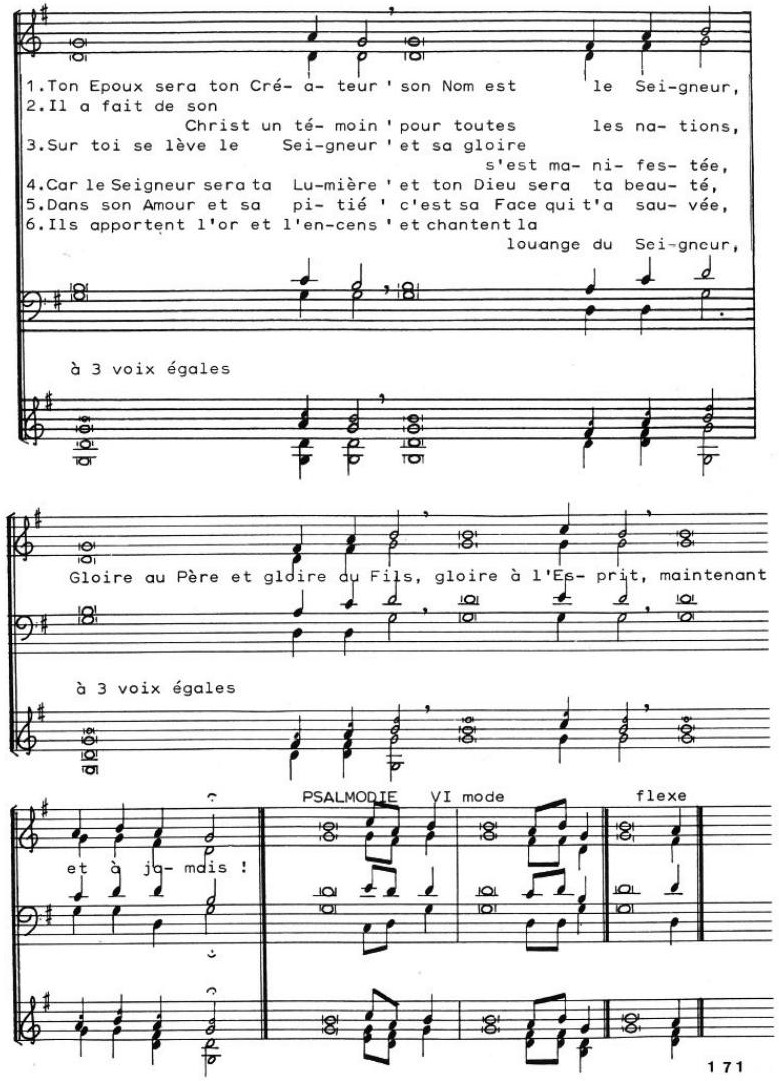 1.Ton Epoux sera ton Cré- a- teur ' son Nom est le Sei-gneur,
2.Il a fait de son
Christ un té- moin ' pour toutes les na- tions,
3.Sur toi se lève le Sei-gneur ' et sa gloire
s'est ma- ni- fes- tée,
4.Car le Seigneur sera ta Lu-mière ' et ton Dieu sera ta beau- té,
5.Dans son Amour et sa pi- tié ' c'est sa Face qui t'a sau- vée,
6.Ils apportent l'or et l'en-cens ' et chantent la
louange du Sei-gneur,
à 3 voix égales
Gloire au Père et gloire au Fils, gloire à l'Es- prit, maintenant
à 3 voix égales
PSALMODIE VI mode flexe
et à ja- mais !
171